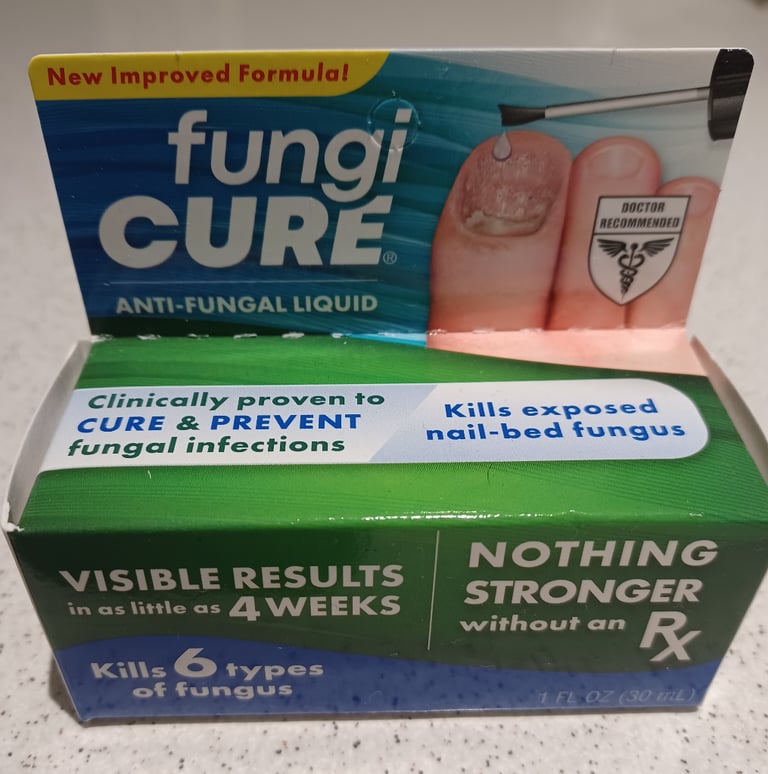 New Improved Formula!
fungi
CURE®
ANTI-FUNGAL LIQUID
DOCTOR
RECOMMENDED
Clinically proven to
CURE & PREVENT
fungal infections
Kills exposed
nail-bed fungus
VISIBLE RESULTS
in as little as 4 WEEKS
NOTHING
STRONGER
without an Rx
Kills 6 types
of fungus
1 FL OZ (30 mL)